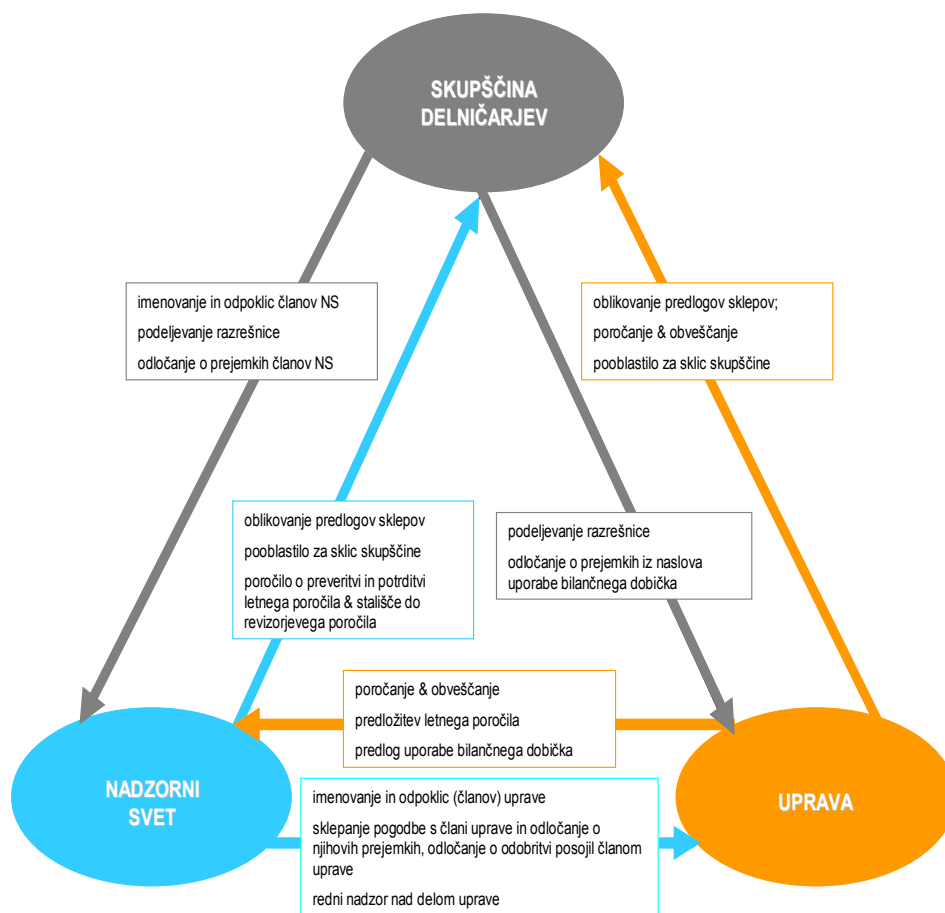 SKUPŠČINA
DELNIČARJEV
imenovanje in odpoklic članov NS
podeljevanje razrešnice
odločanje o prejemkih članov NS
oblikovanje predlogov sklepov;
poročanje & obveščanje
pooblastilo za sklic skupščine
oblikovanje predlogov sklepov
pooblastilo za sklic skupščine
poročilo o preveritvi in potrditvi
letnega poročila & stališče do
revizorjevega poročila
podeljevanje razrešnice
odločanje o prejemkih iz naslova
uporabe bilančnega dobička
poročanje & obveščanje
predložitev letnega poročila
predlog uporabe bilančnega dobička
NADZORNI
SVET
imenovanje in odpoklic (članov) uprave
sklepanje pogodbe s člani uprave in odločanje o
njihovih prejemkih, odločanje o odobritvi posojil članom
uprave
redni nadzor nad delom uprave
UPRAVA